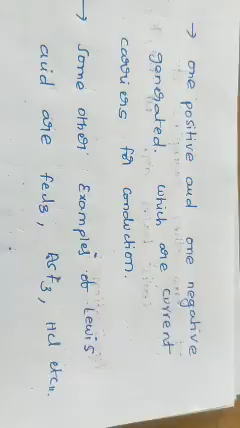 → one positive and one negative
generated. which are current
carriers for conduction.
→ Some other Examples of Lewis
acid are FeCl3, AsF3, HCl etc.